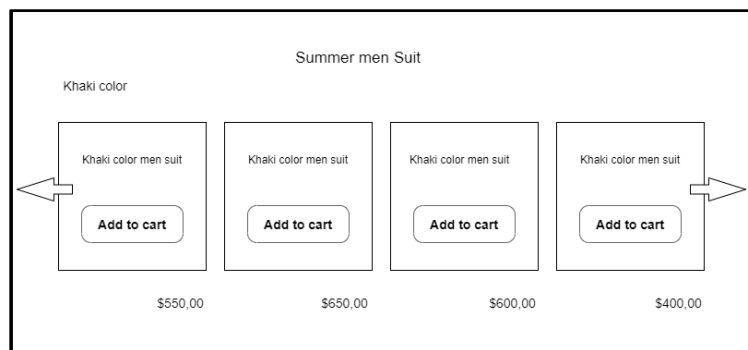 Summer men Suit
Khaki color
Khaki color men suit
Khaki color men suit
Khaki color men suit
Khaki color men suit
Add to cart
Add to cart
Add to cart
Add to cart
$550,00
$650,00
$600,00
$400,00